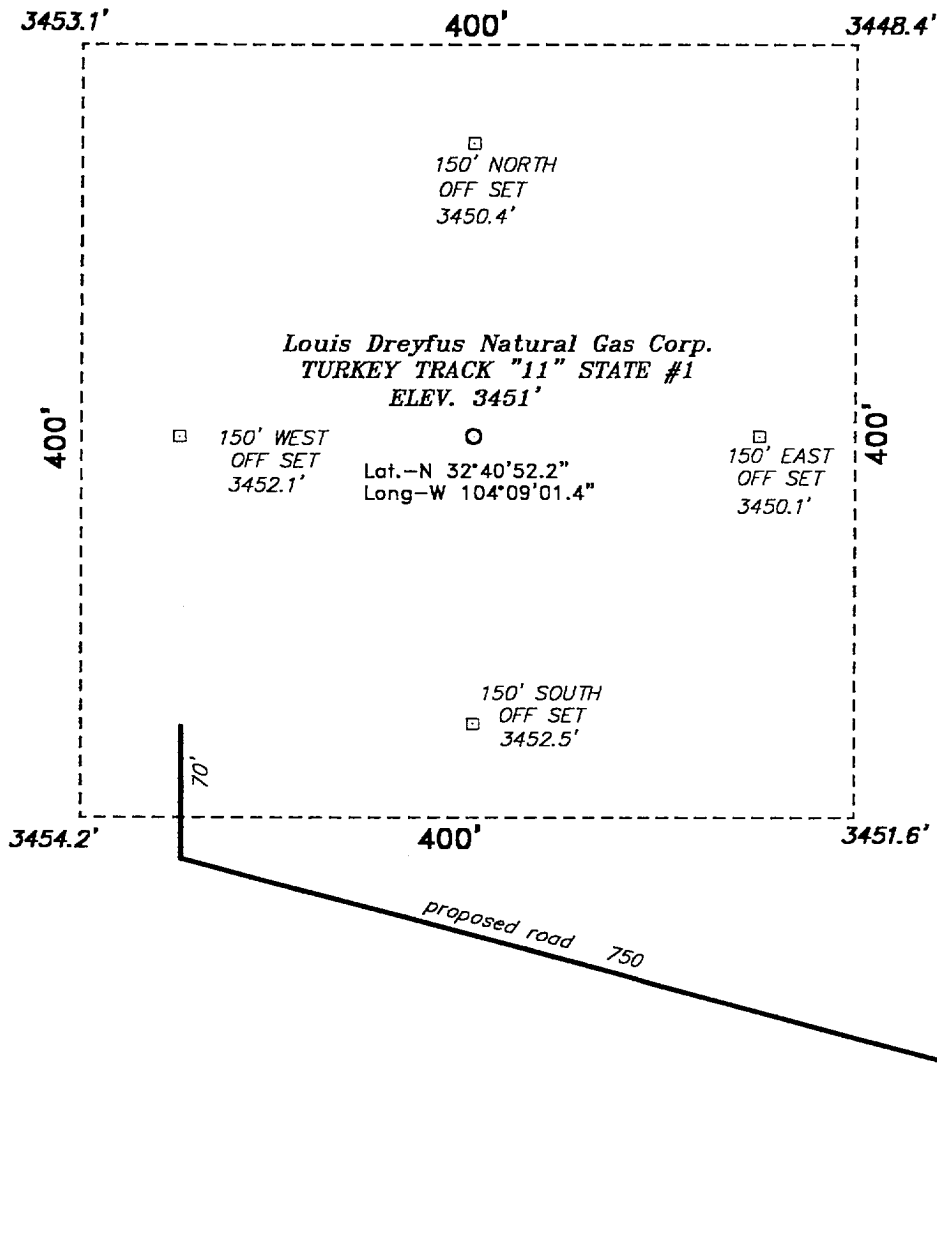 3453.1'
400'
3448.4'
150' NORTH
OFF SET
3450.4'
Louis Dreyfus Natural Gas Corp.
TURKEY TRACK "11" STATE #1
ELEV. 3451'
400'
150' WEST
OFF SET
3452.1'
Lat.-N 32°40'52.2"
Long-W 104°09'01.4"
150' EAST
OFF SET
3450.1'
400'
150' SOUTH
OFF SET
3452.5'
70'
3454.2'
400'
3451.6'
proposed road 750